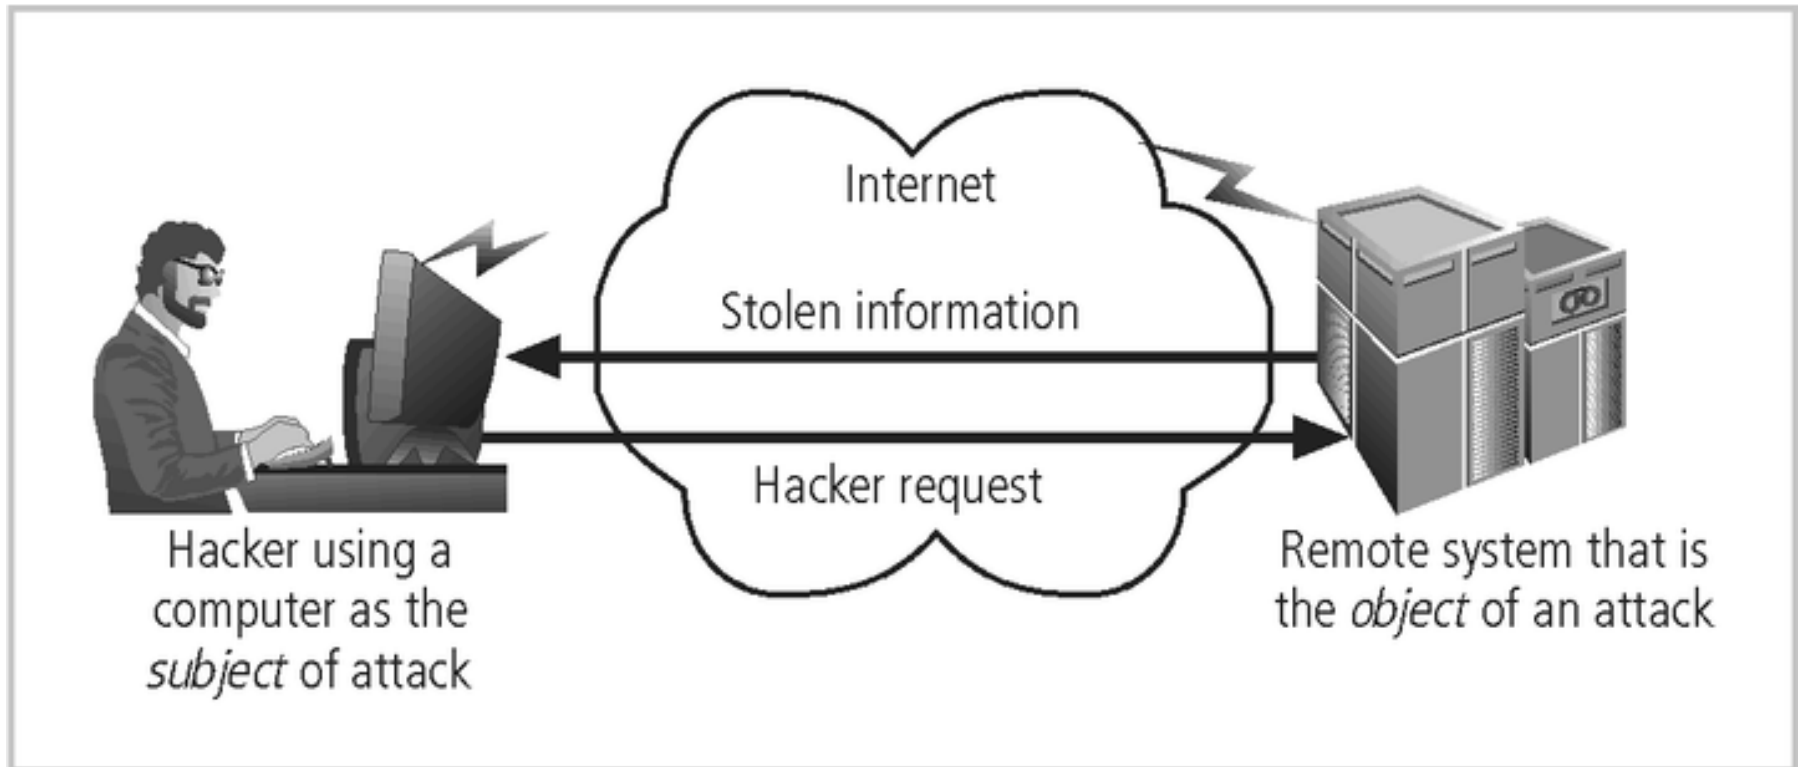 Internet
Stolen information
Hacker request
Hacker using a
computer as the
subject of attack
Remote system that is
the object of an attack